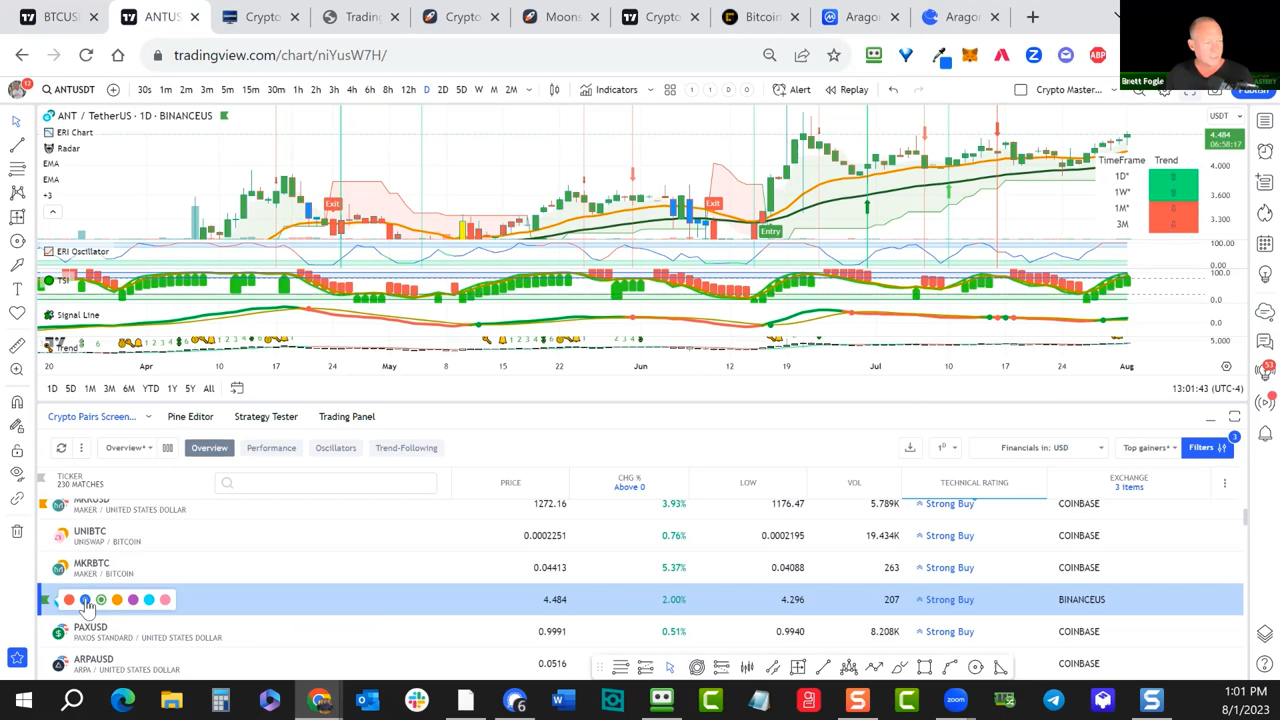 BTCUS
ANTUS
Crypto
Trading
Crypto
Moons
Crypto
Bitcoin
Aragor
Aragor
tradingview.com/chart/niYusW7H/
ABP
Brett Fogle
ANTUSDT
30s 1m 2m 3m 5m 15m 30m 1h 2h 3h 4h 6h 8h 12h D 2D W M 2M
Indicators
Alert
Replay
Crypto Master...
Publish
ANT / TetherUS · 1D · BINANCEUS
USDT
ERI Chart
Radar
EMA
EMA
+3
4.484
06:58:17
4.000
3.600
3.300
TimeFrame Trend
1D*
1W*
1M*
3M
Exit
Exit
Entry
ERI Oscillator
100.00
0.00
TSI
100.0
0.0
Signal Line
0.0
Trend
5.000
20 Apr 17 24 May 8 22 Jun 12 19 Jul 10 17 24 Aug
1D 5D 1M 3M 6M YTD 1Y 5Y All
13:01:43 (UTC-4)
Crypto Pairs Screen... Pine Editor Strategy Tester Trading Panel
Overview* Overview Performance Oscillators Trend-Following
1D
Financials in: USD
Top gainers*
Filters
3
TICKER
230 MATCHES
PRICE
CHG %
Above 0
LOW
VOL
TECHNICAL RATING
EXCHANGE
3 items
MKRUSD
MAKER / UNITED STATES DOLLAR
1272.16 3.93% 1176.47 5.789K Strong Buy COINBASE
UNIBTC
UNISWAP / BITCOIN
0.0002251 0.76% 0.0002195 19.434K Strong Buy COINBASE
MKRBTC
MAKER / BITCOIN
0.04413 5.37% 0.04088 263 Strong Buy COINBASE
4.484 2.00% 4.296 207 Strong Buy BINANCEUS
PAXUSD
PAXOS STANDARD / UNITED STATES DOLLAR
0.9991 0.51% 0.9940 8.208K Strong Buy COINBASE
ARPAUSD
ARPA / UNITED STATES DOLLAR
0.0516
COINBASE
53
1:01 PM
8/1/2023